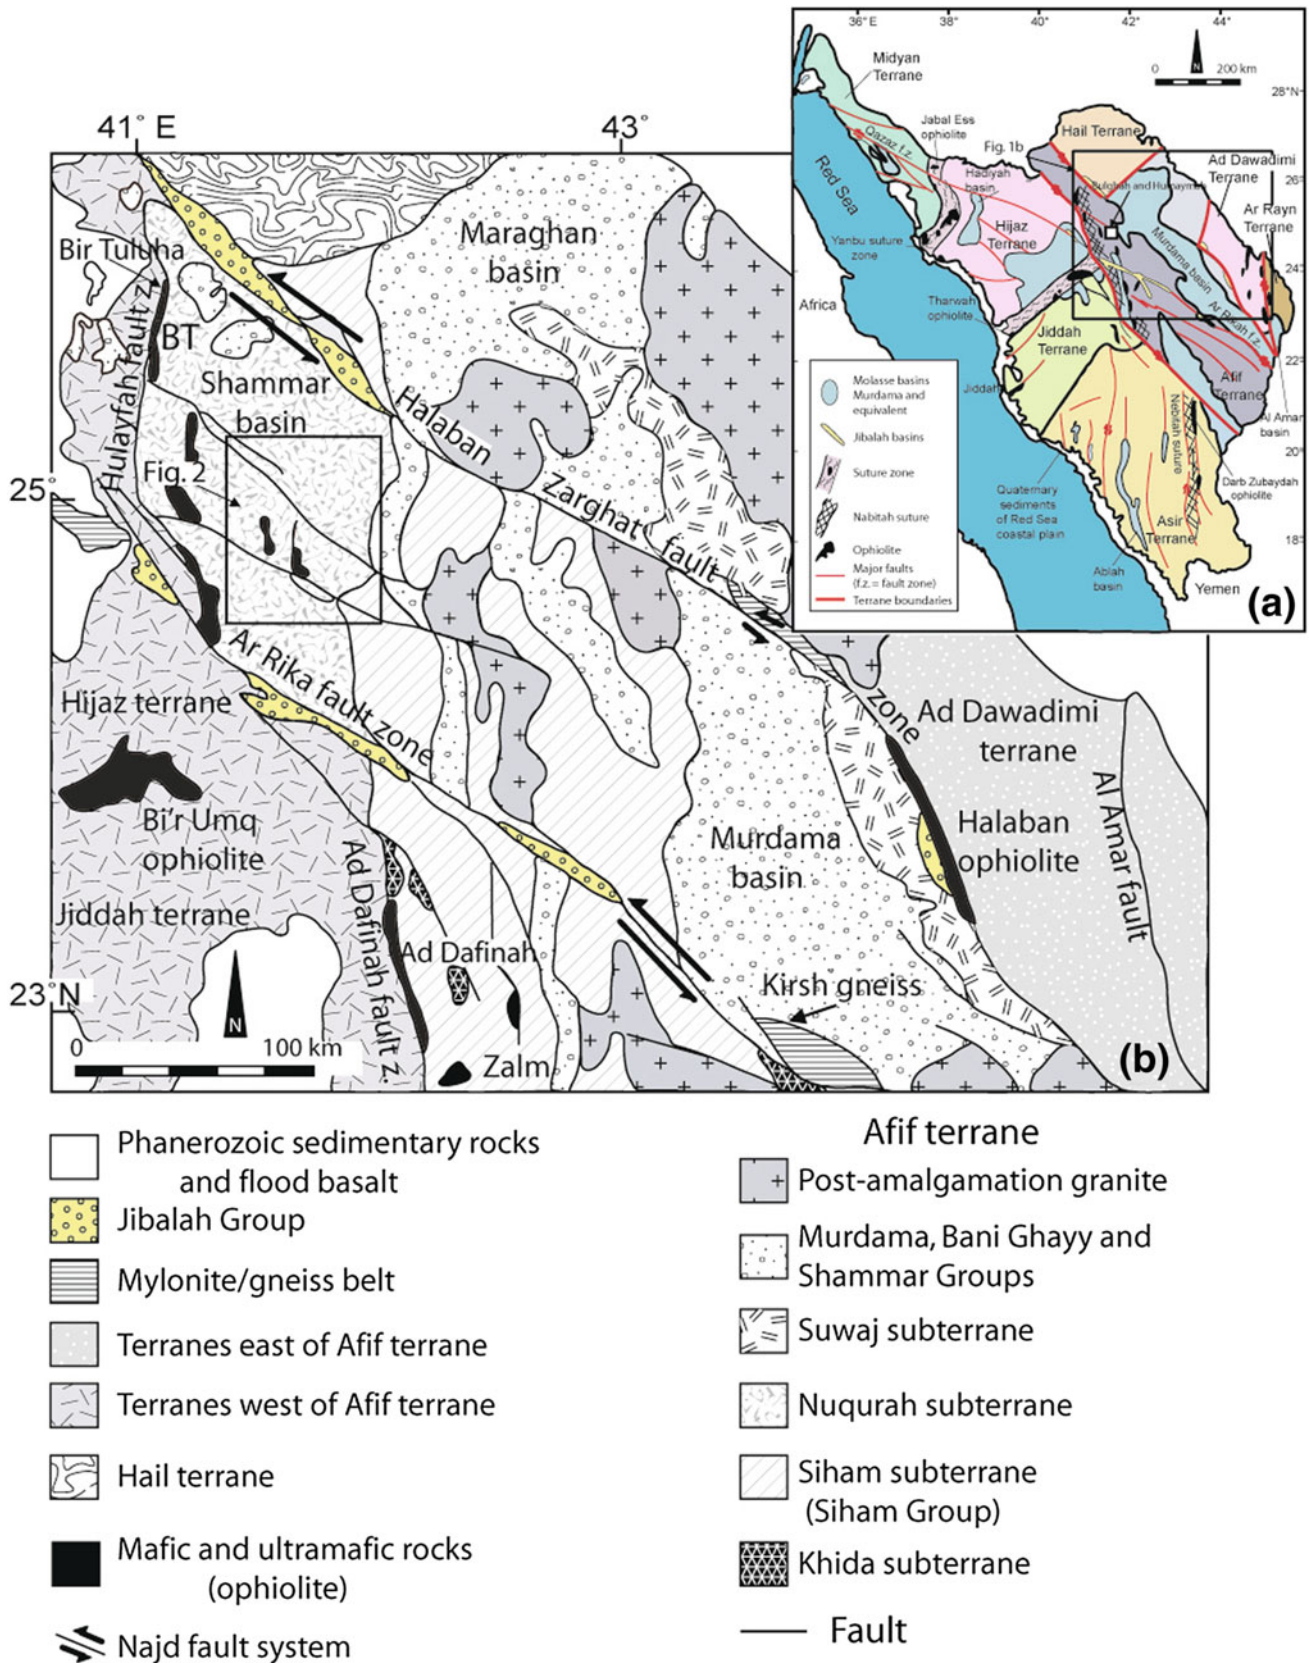 36° E
38°
40°
42°
44°
Midyan
Terrane
0
200 km
N
28°N
Jabal Ess
ophiolite
Qazaz f.z.
Fig. 1b
Hail Terrane
Hadiyah
basin
Ad Dawadimi
Terrane
26°
Red Sea
Hijaz
Terrane
Ar Rayn
Terrane
Yanbu suture
zone
Murdama basin
24°
Africa
Tharwah
ophiolite
Ar Rikah f.z.
Jiddah
Terrane
22°
Afif
Terrane
Jiddah
Al Amar
basin
Nabitah suture
20°
Darb Zubaydah
ophiolite
Quaternary
sediments
of Red Sea
coastal plain
Asir
Terrane
18°
Ablah
basin
Yemen
(a)
Molasse basins
Murdama and
equivalent
Jibalah basins
Suture zone
Nabitah suture
Ophiolite
Major faults
(f.z. = fault zone)
Terrane boundaries
41° E
43°
Maraghan
basin
Bir Tuluha
BT
Hulayfah fault z.
Shammar
basin
Halaban Zarghat fault zone
Fig. 2
25°
Ar Rika fault zone
Hijaz terrane
Ad Dawadimi
terrane
Al Amar fault
Bi'r Umq
ophiolite
Halaban
ophiolite
Murdama
basin
Jiddah terrane
Ad Dafinah fault z.
Ad Dafinah
Kirsh gneiss
23°N
N
0
100 km
Zalm
(b)
Phanerozoic sedimentary rocks
and flood basalt
Jibalah Group
Mylonite/gneiss belt
Terranes east of Afif terrane
Terranes west of Afif terrane
Hail terrane
Mafic and ultramafic rocks
(ophiolite)
Najd fault system
Afif terrane
Post-amalgamation granite
Murdama, Bani Ghayy and
Shammar Groups
Suwaj subterrane
Nuqurah subterrane
Siham subterrane
(Siham Group)
Khida subterrane
Fault